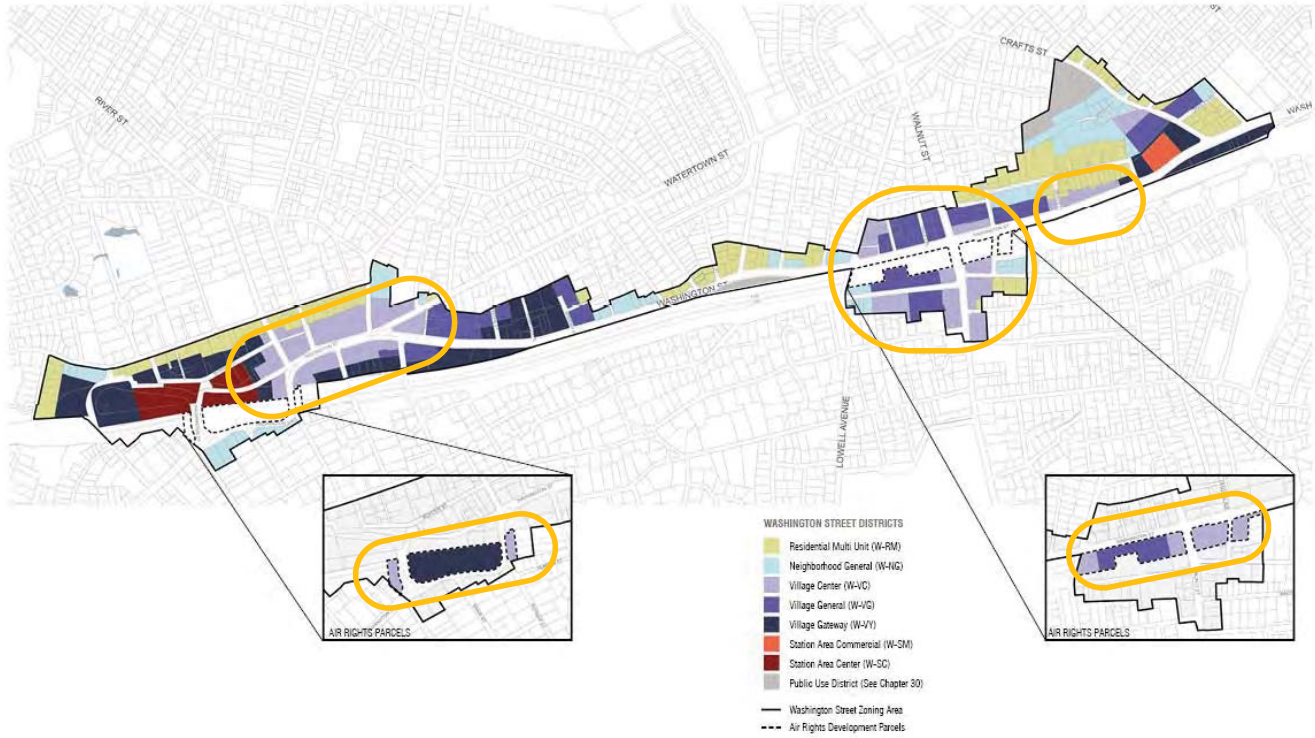 ST
CRAFTS ST
RIVER ST
WASH
WALNUT ST
WATERTOWN ST
WASHINGTON ST
LOWELL AVENUE
AIR RIGHTS PARCELS
AIR RIGHTS PARCELS
WASHINGTON STREET DISTRICTS
Residential Multi Unit (W-RM)
Neighborhood General (W-NG)
Village Center (W-VC)
Village General (W-VG)
Village Gateway (W-VY)
Station Area Commercial (W-SM)
Station Area Center (W-SC)
Public Use District (See Chapter 30)
Washington Street Zoning Area
Air Rights Development Parcels